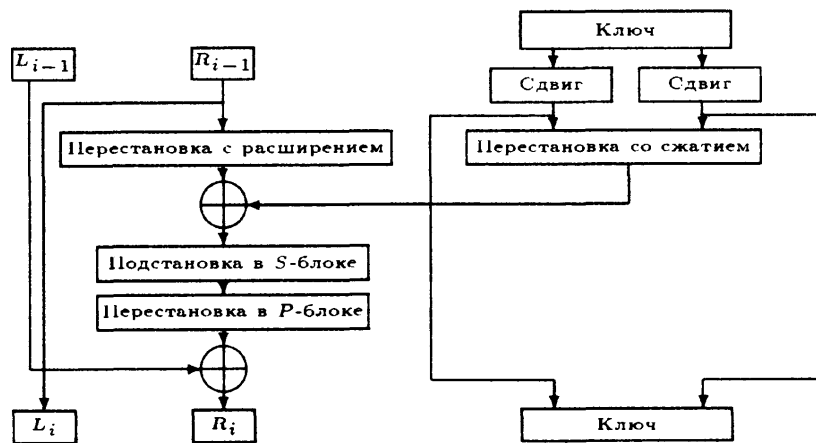 Ключ
L_{i-1} R_{i-1}
Сдвиг Сдвиг
Перестановка с расширением
Перестановка со сжатием
Подстановка в S-блоке
Перестановка в P-блоке
L_i R_i
Ключ